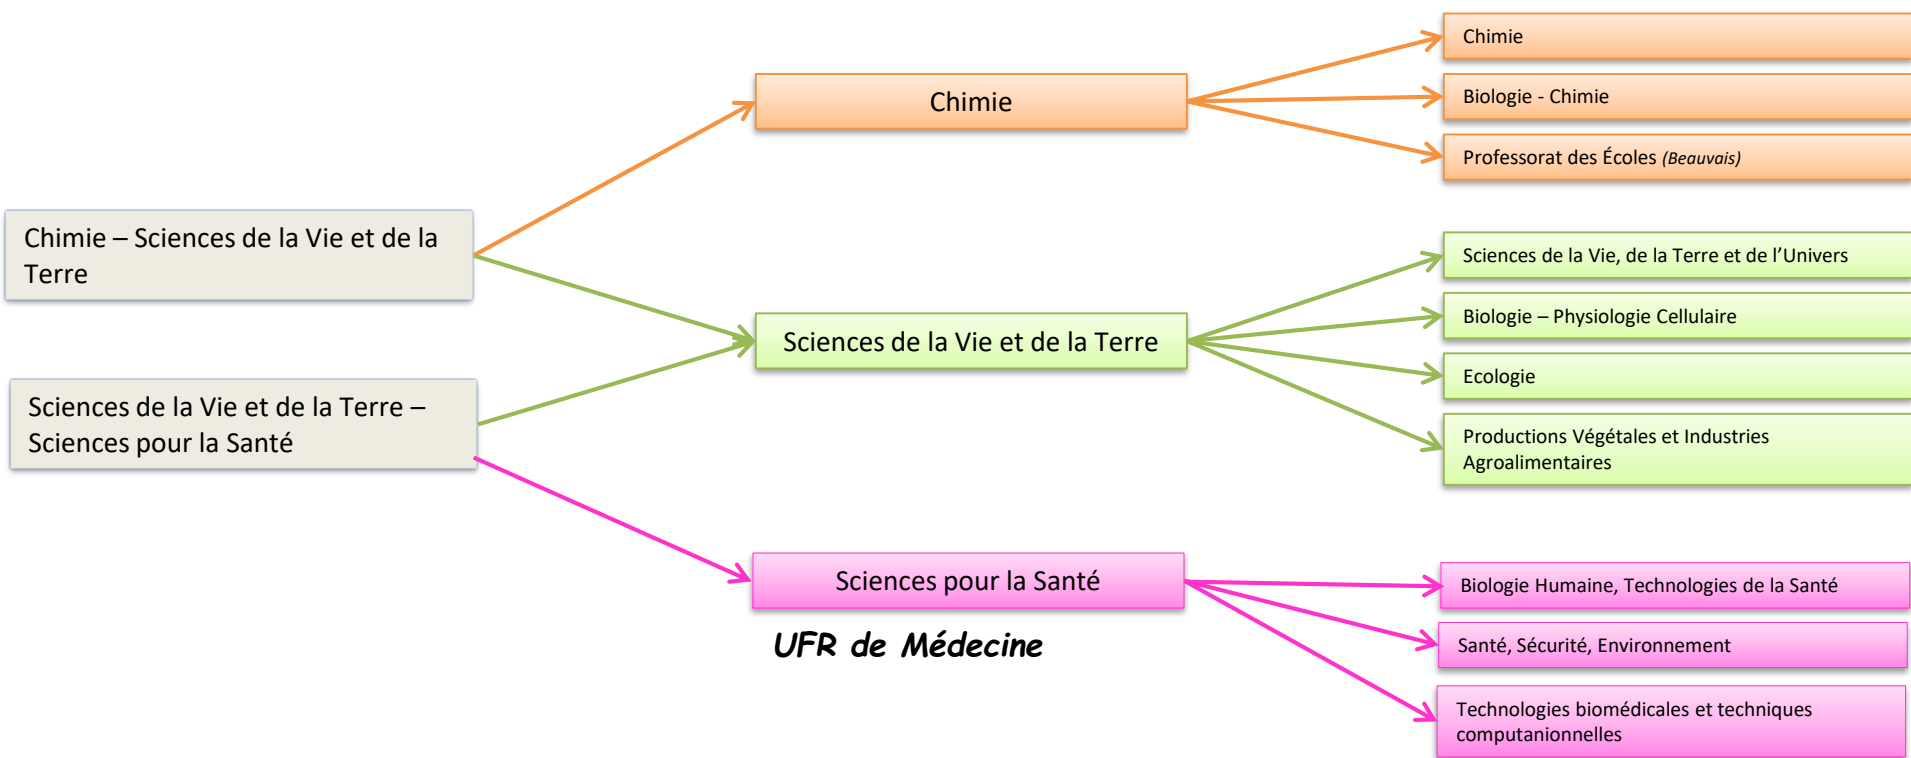 Chimie – Sciences de la Vie et de la
Terre
Sciences de la Vie et de la Terre –
Sciences pour la Santé
Chimie
Sciences de la Vie et de la Terre
Sciences pour la Santé
UFR de Médecine
Chimie
Biologie - Chimie
Professorat des Écoles (Beauvais)
Sciences de la Vie, de la Terre et de l’Univers
Biologie – Physiologie Cellulaire
Ecologie
Productions Végétales et Industries
Agroalimentaires
Biologie Humaine, Technologies de la Santé
Santé, Sécurité, Environnement
Technologies biomédicales et techniques
computanionnelles